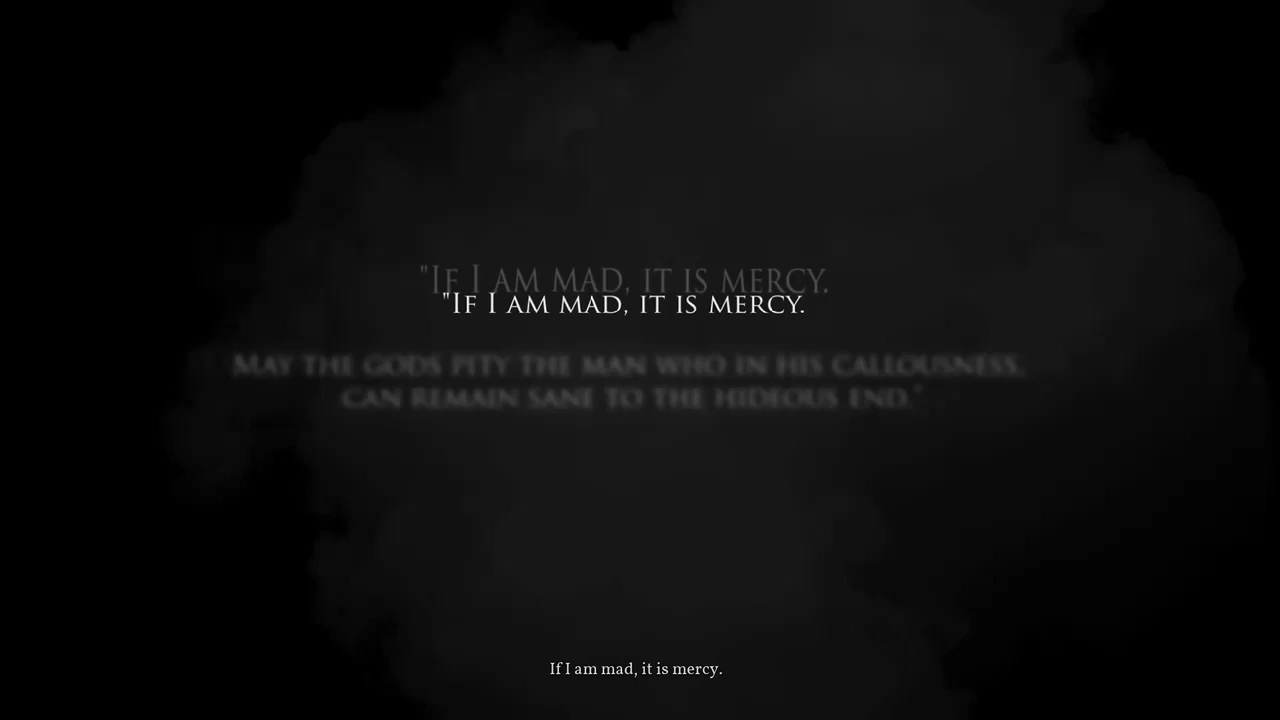 "If I am mad, it is mercy.
"If I am mad, it is mercy.
May the gods pity the man who in his callousness,
can remain sane to the hideous end."
If I am mad, it is mercy.